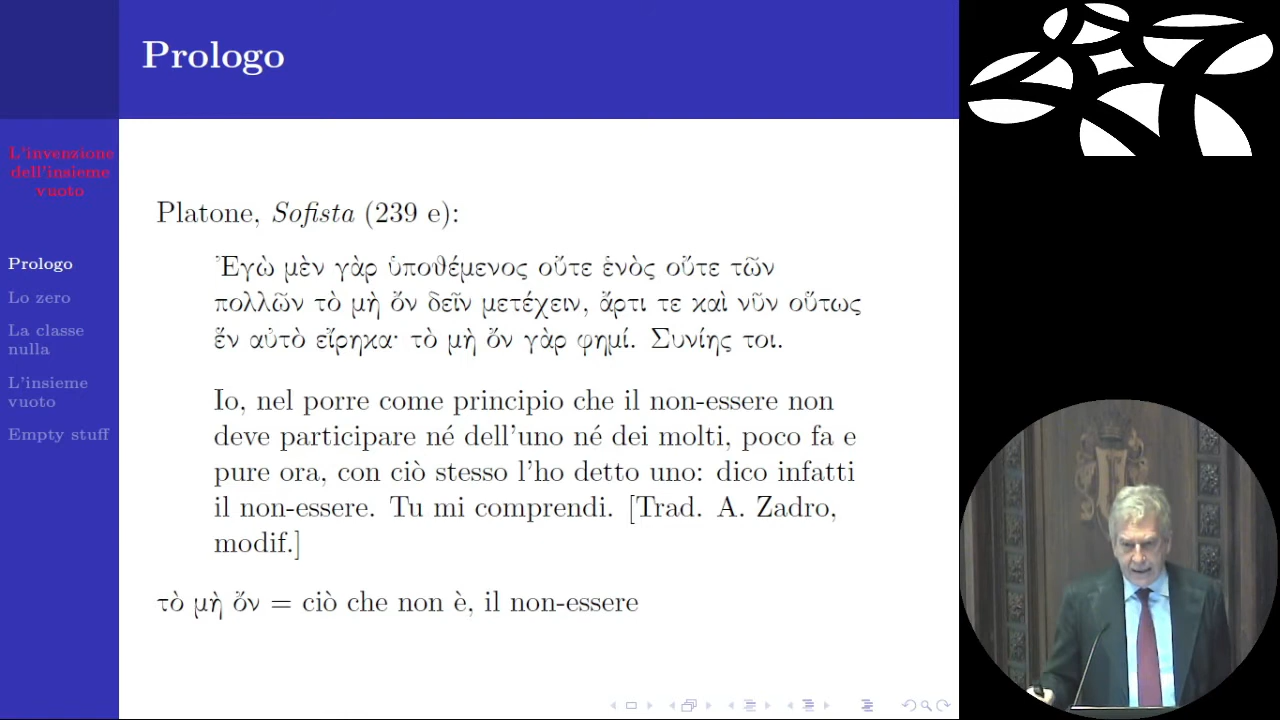 Prologo
L'invenzione
dell'insieme
vuoto
Prologo
Lo zero
La classe
nulla
L'insieme
vuoto
Empty stuff
Platone, Sofista (239 e):
Ἐγὼ μὲν γὰρ ὑποθέμενος οὔτε ἑνὸς οὔτε τῶν
πολλῶν τὸ μὴ ὄν δεῖν μετέχειν, ἄρτι τε καὶ νῦν οὕτως
ἕν αὐτὸ εἴρηκα· τὸ μὴ ὄν γὰρ φημί. Συνίης τοι.
Io, nel porre come principio che il non-essere non
deve participare né dell'uno né dei molti, poco fa e
pure ora, con ciò stesso l'ho detto uno: dico infatti
il non-essere. Tu mi comprendi. [Trad. A. Zadro,
modif.]
τὸ μὴ ὄν = ciò che non è, il non-essere